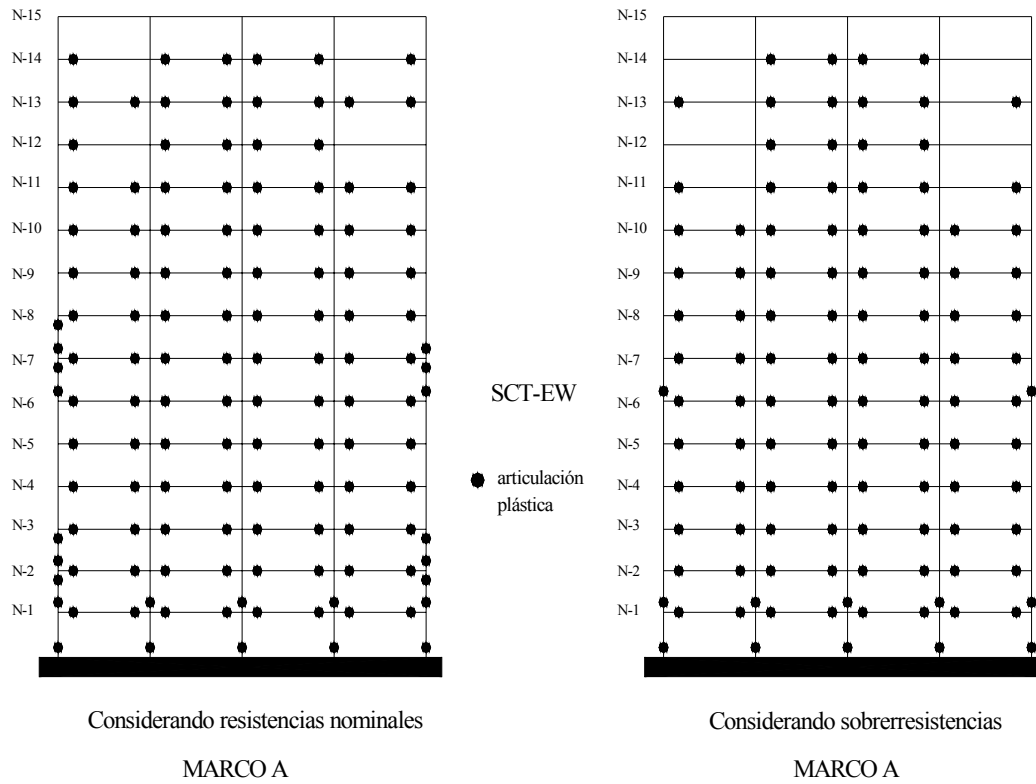 N-15
N-14
N-13
N-12
N-11
N-10
N-9
N-8
N-7
N-6
N-5
N-4
N-3
N-2
N-1
Considerando resistencias nominales
MARCO A
SCT-EW
articulación
plástica
N-15
N-14
N-13
N-12
N-11
N-10
N-9
N-8
N-7
N-6
N-5
N-4
N-3
N-2
N-1
Considerando sobrerresistencias
MARCO A